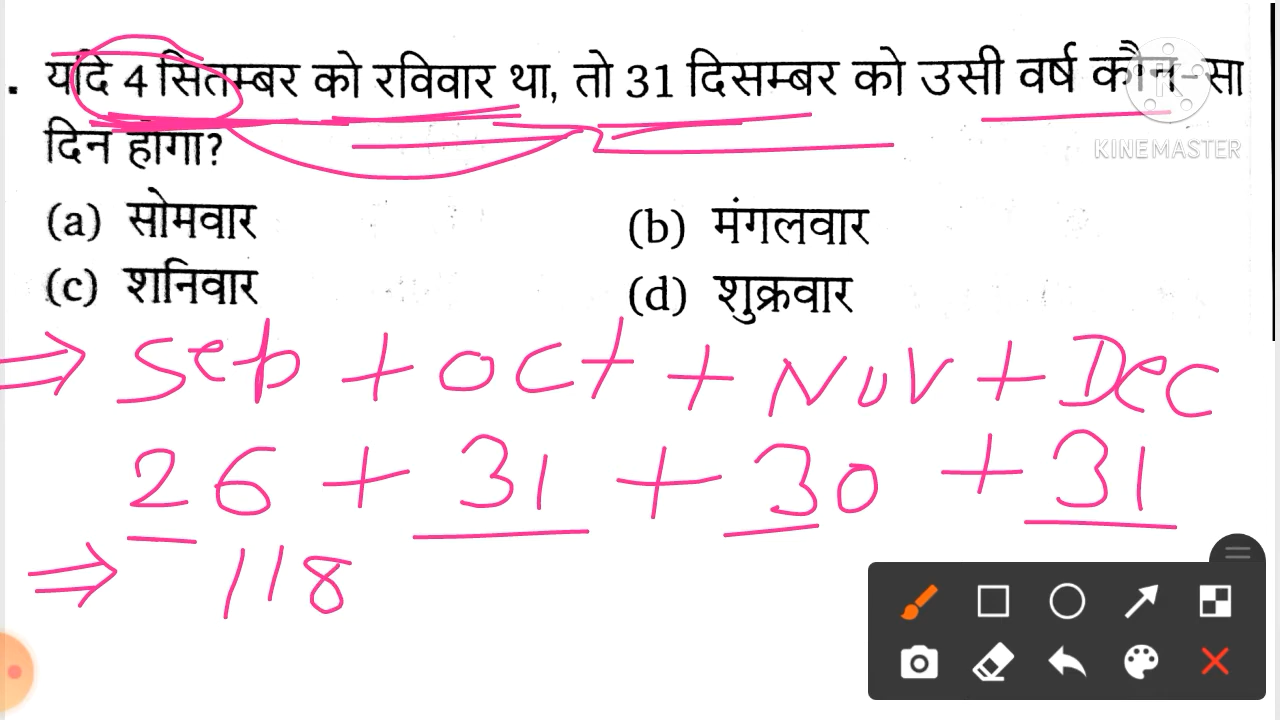 . यदि 4 सितम्बर को रविवार था, तो 31 दिसम्बर को उसी वर्ष कौन-सा
दिन होगा?
KINEMASTER
(a) सोमवार (b) मंगलवार
(c) शनिवार (d) शुक्रवार
⇒ Sep + Oct + Nov + Dec
26 + 31 + 30 + 31
⇒ 118